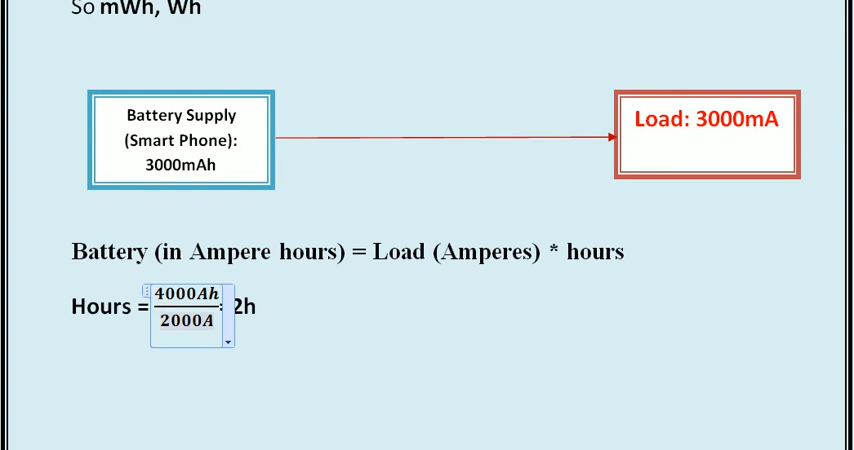 So mWh, Wh
Battery Supply
(Smart Phone):
3000mAh
Load: 3000mA
Battery (in Ampere hours) = Load (Amperes) * hours
Hours = 4000Ah
2000A
= 2h